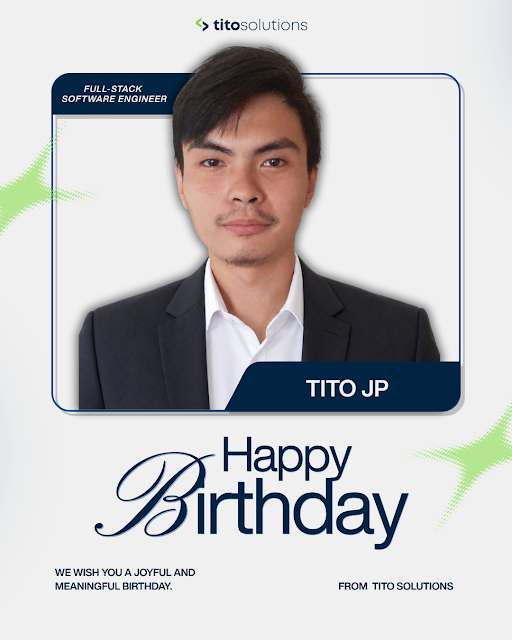 titosolutions
FULL-STACK
SOFTWARE ENGINEER
TITO JP
Happy
Birthday
WE WISH YOU A JOYFUL AND
MEANINGFUL BIRTHDAY.
FROM TITO SOLUTIONS